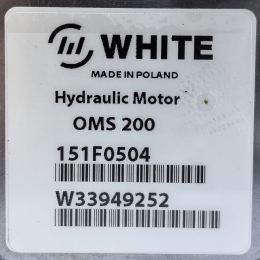 WHITE
MADE IN POLAND
Hydraulic Motor
OMS 200
151F0504
W33949252